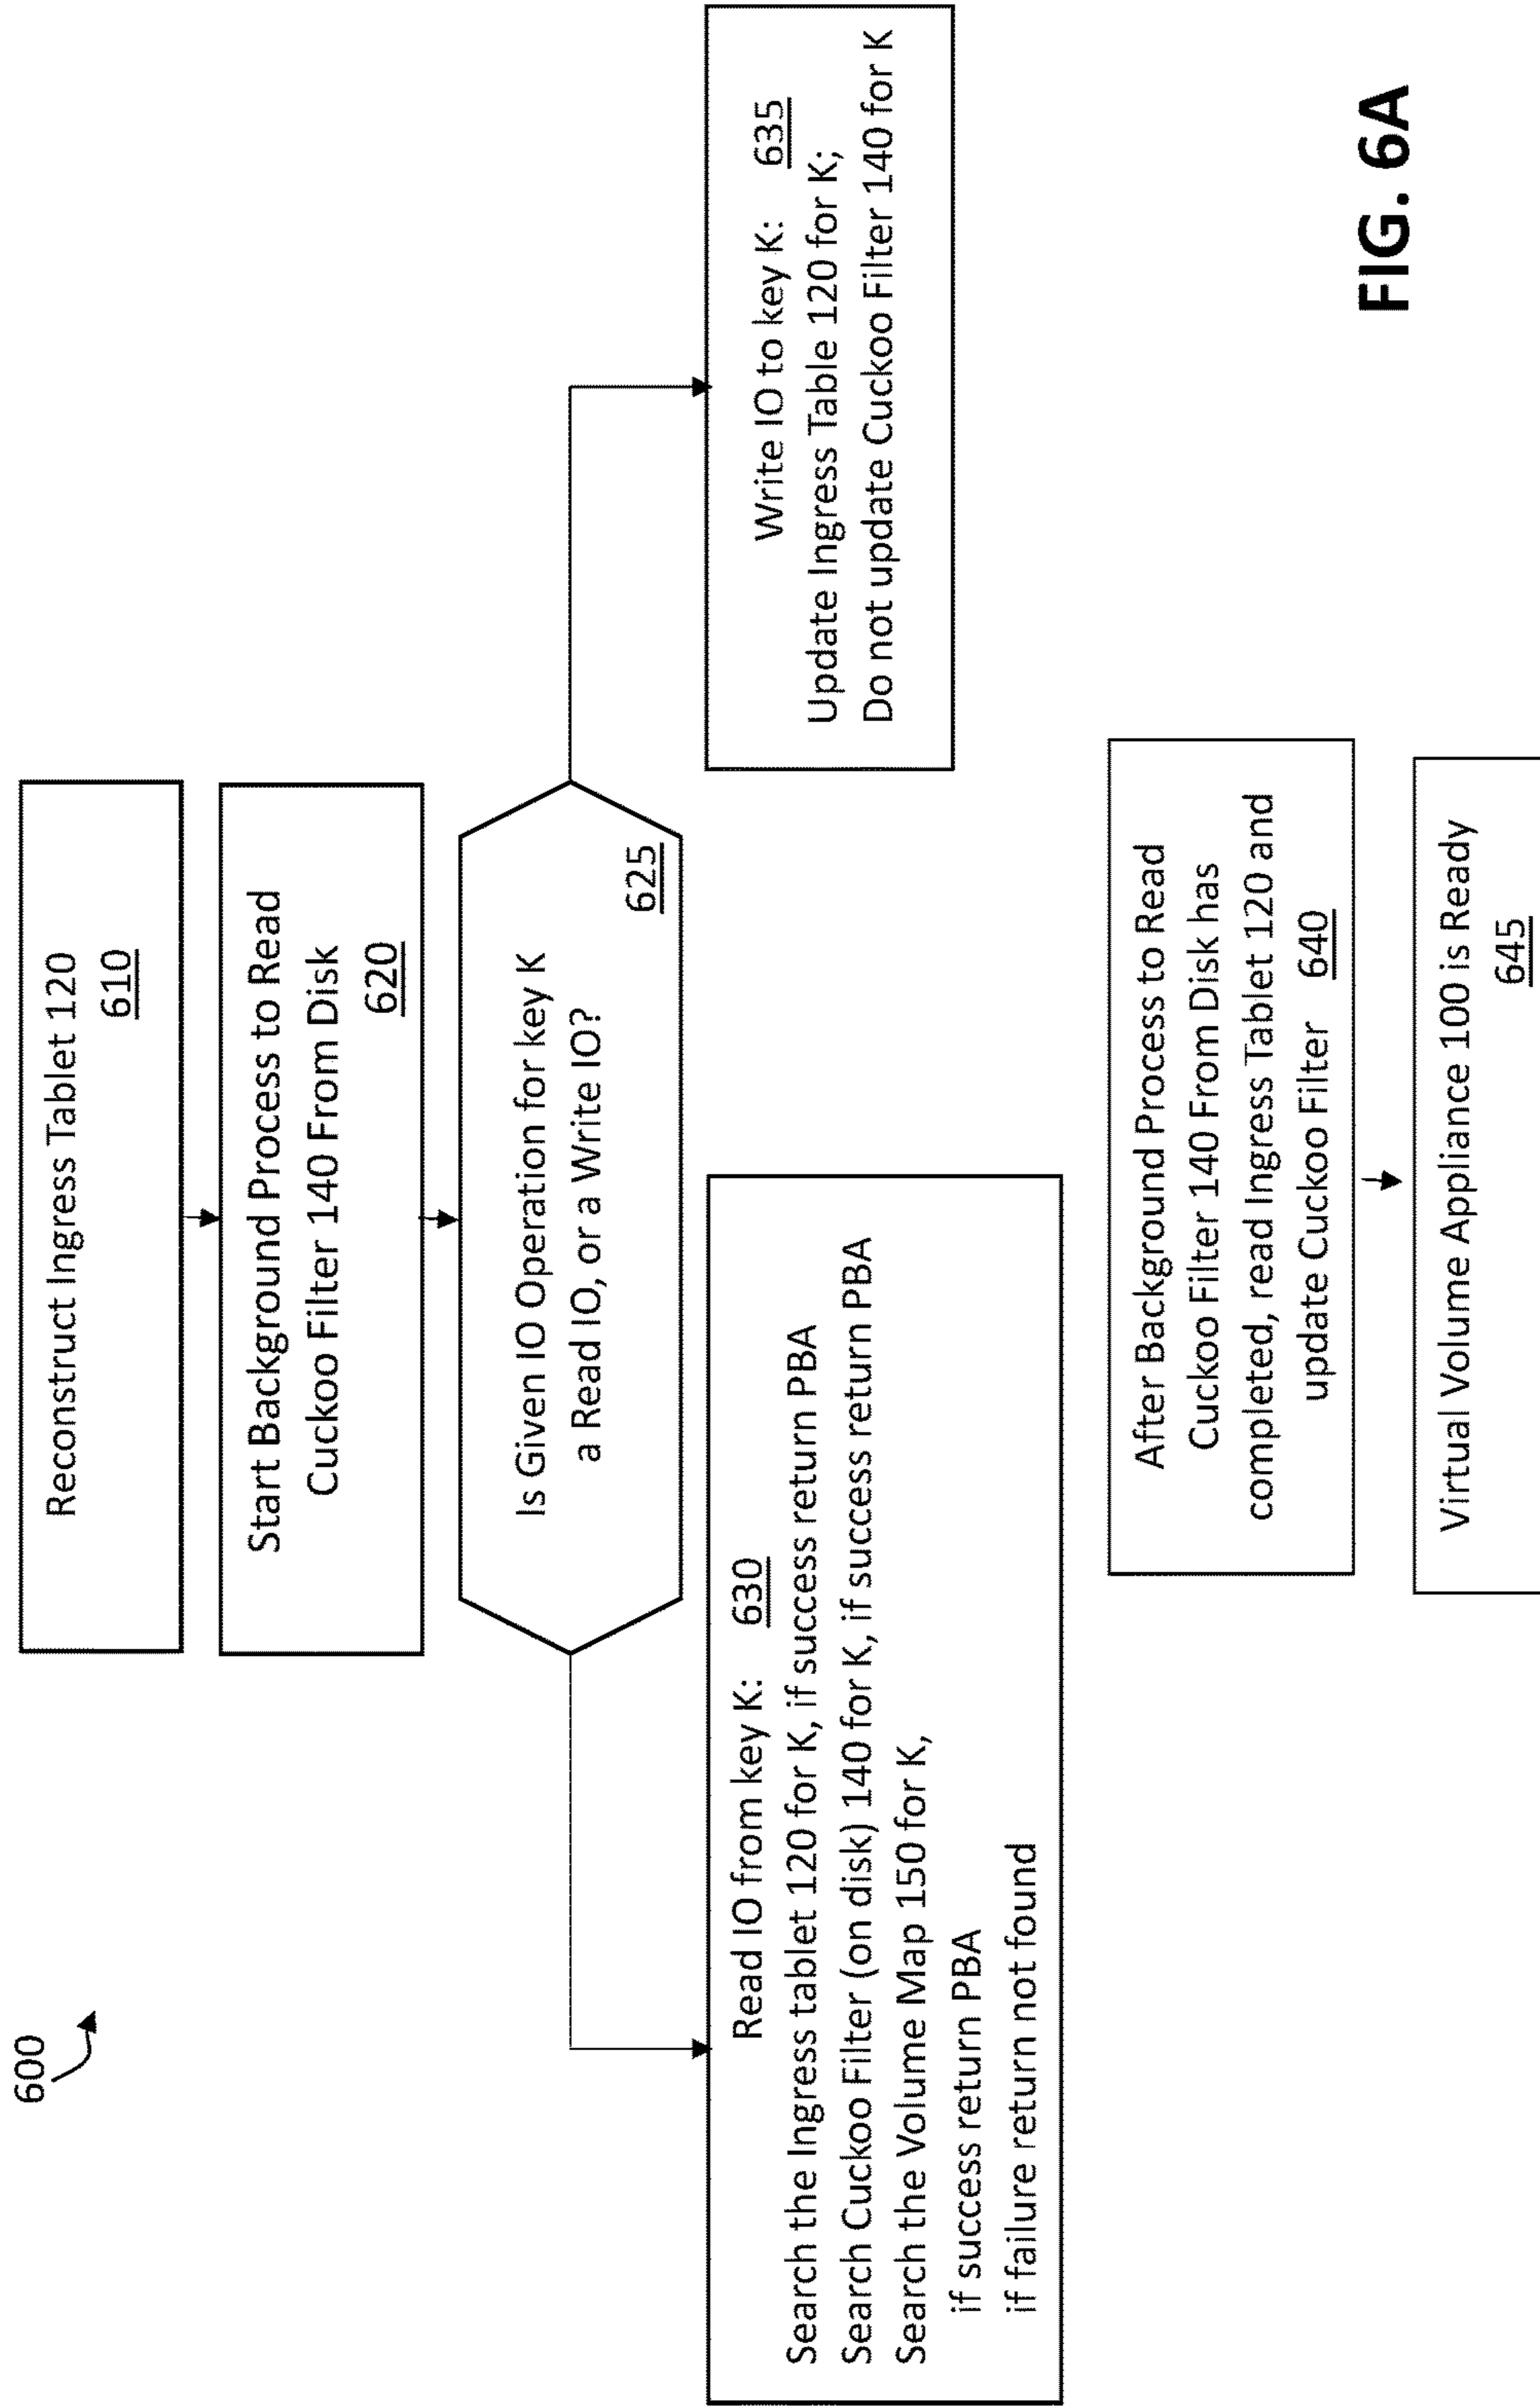 600
Reconstruct Ingress Tablet 120
610
Start Background Process to Read
Cuckoo Filter 140 From Disk
620
Is Given IO Operation for key K
a Read IO, or a Write IO?
625
Read IO from key K: 630
Search the Ingress tablet 120 for K, if success return PBA
Search Cuckoo Filter (on disk) 140 for K, if success return PBA
Search the Volume Map 150 for K,
if success return PBA
if failure return not found
Write IO to key K: 635
Update Ingress Table 120 for K;
Do not update Cuckoo Filter 140 for K
After Background Process to Read
Cuckoo Filter 140 From Disk has
completed, read Ingress Tablet 120 and
update Cuckoo Filter 640
Virtual Volume Appliance 100 is Ready
645
FIG. 6A